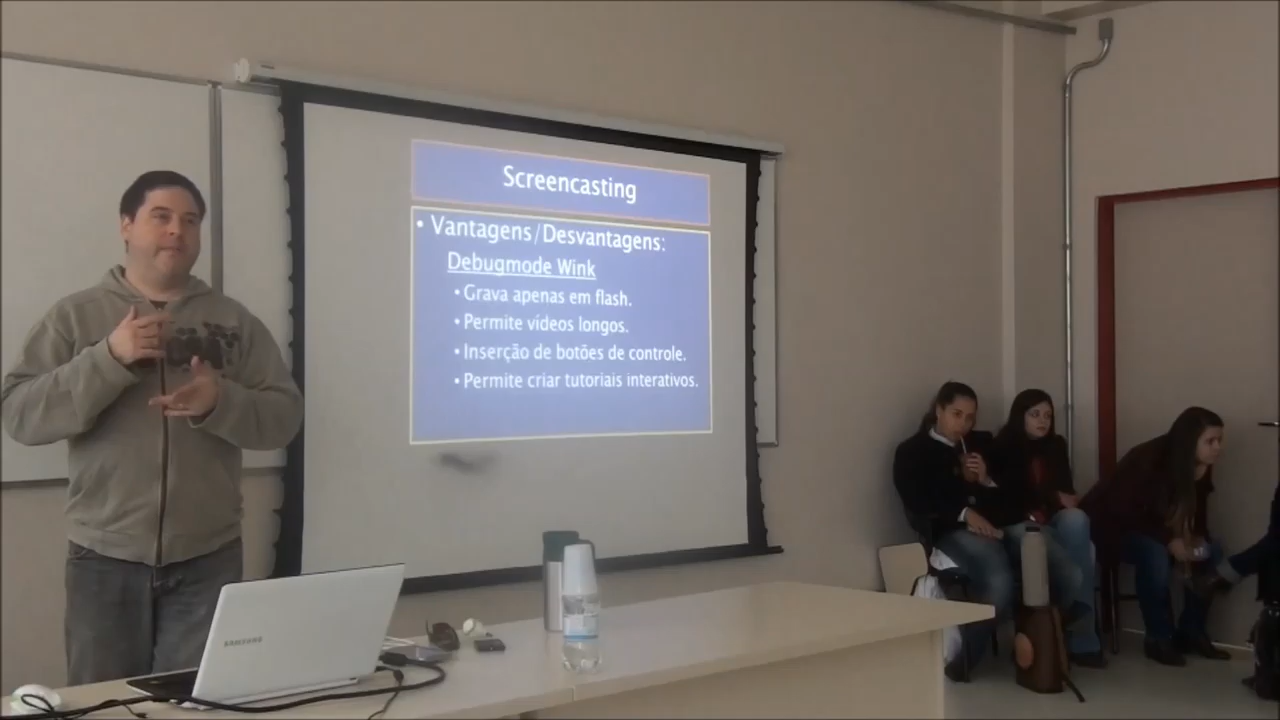 Screencasting
• Vantagens/Desvantagens:
Debugmode Wink
• Grava apenas em flash.
• Permite vídeos longos.
• Inserção de botões de controle.
• Permite criar tutoriais interativos.
SAMSUNG